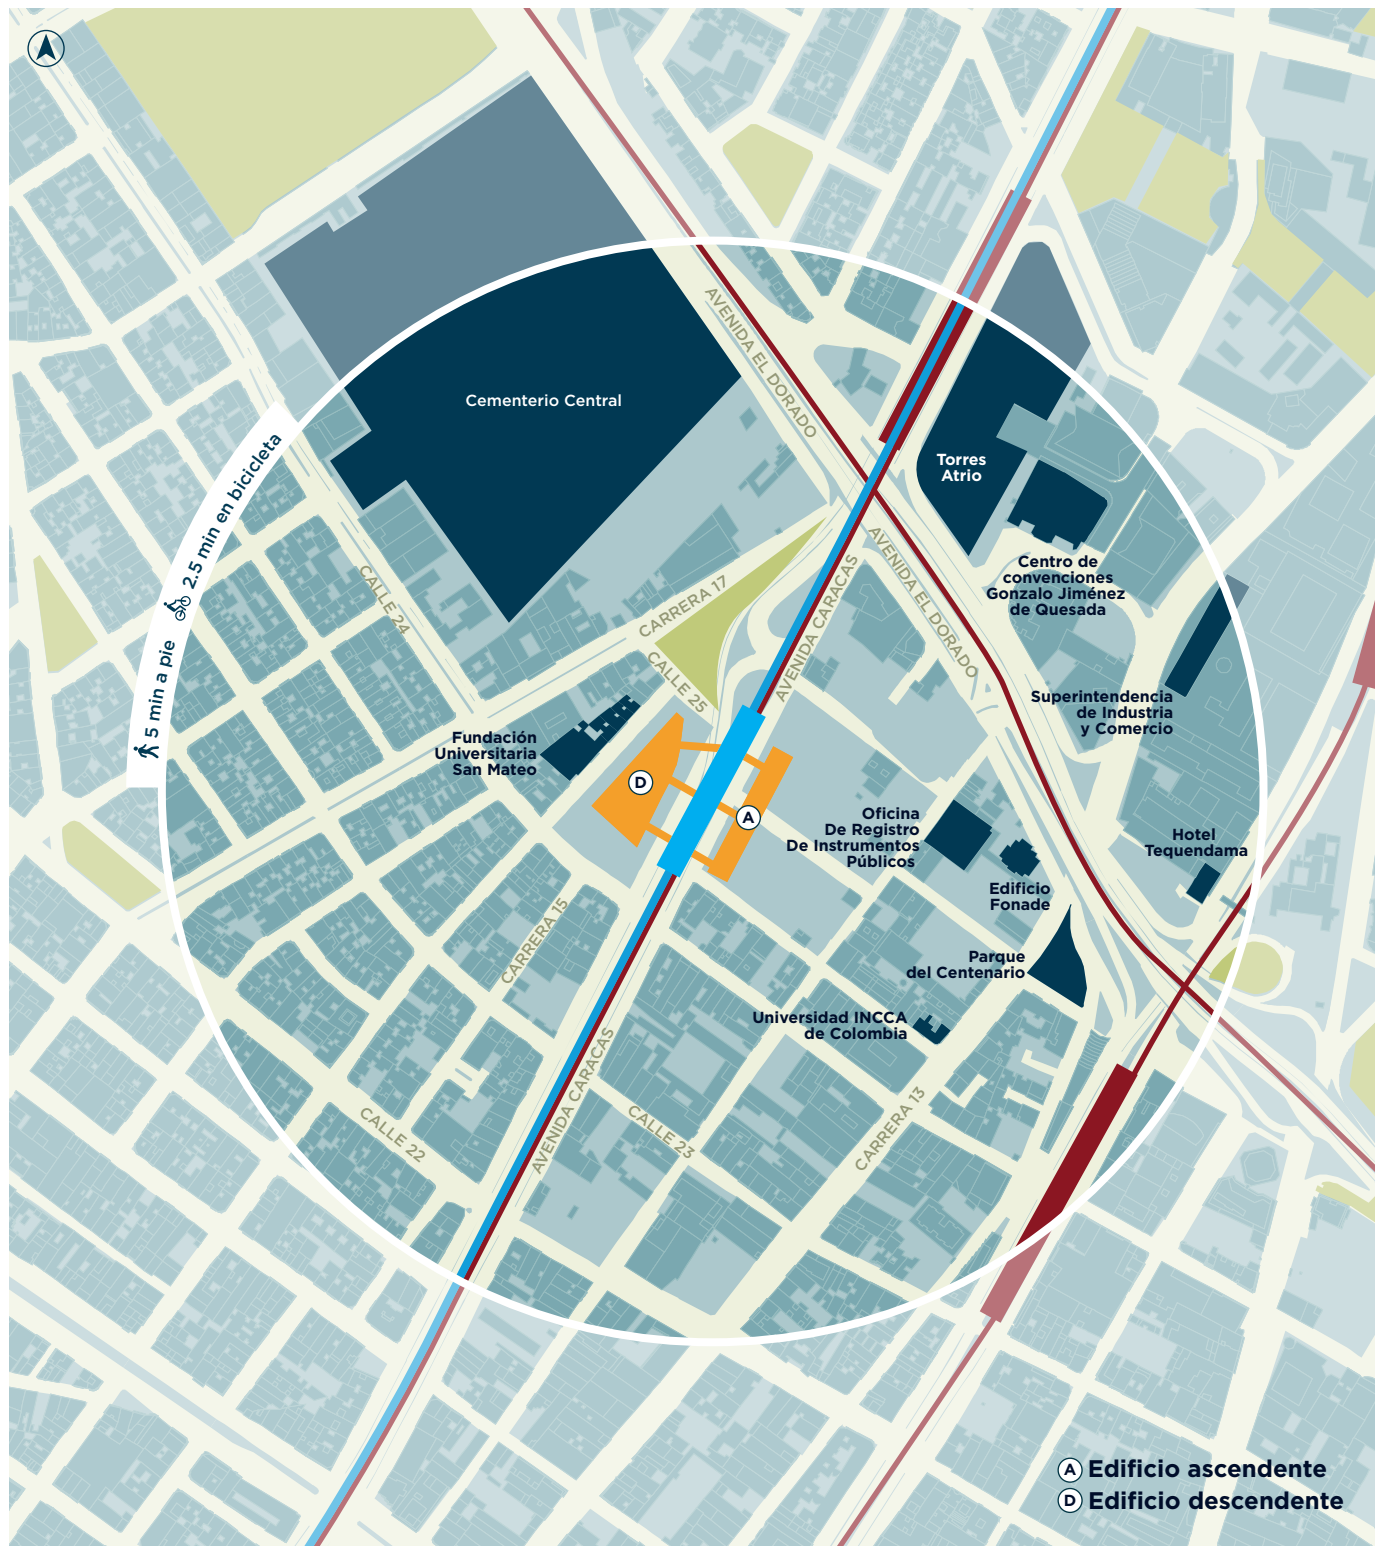 AVENIDA EL DORADO
Cementerio Central
2.5 min en bicicleta
5 min a pie
Torres
Atrio
AVENIDA EL DORADO
Centro de
convenciones
Gonzalo Jiménez
de Quesada
CALLE 24
CARRERA 17
AVENIDA CARACAS
CALLE 25
Superintendencia
de Industria
y Comercio
Fundación
Universitaria
San Mateo
D
A
Oficina
De Registro
De Instrumentos
Públicos
Hotel
Tequendama
Edificio
Fonade
CARRERA 15
Parque
del Centenario
Universidad INCCA
de Colombia
AVENIDA CARACAS
CALLE 22
CALLE 23
CARRERA 13
A Edificio ascendente
D Edificio descendente